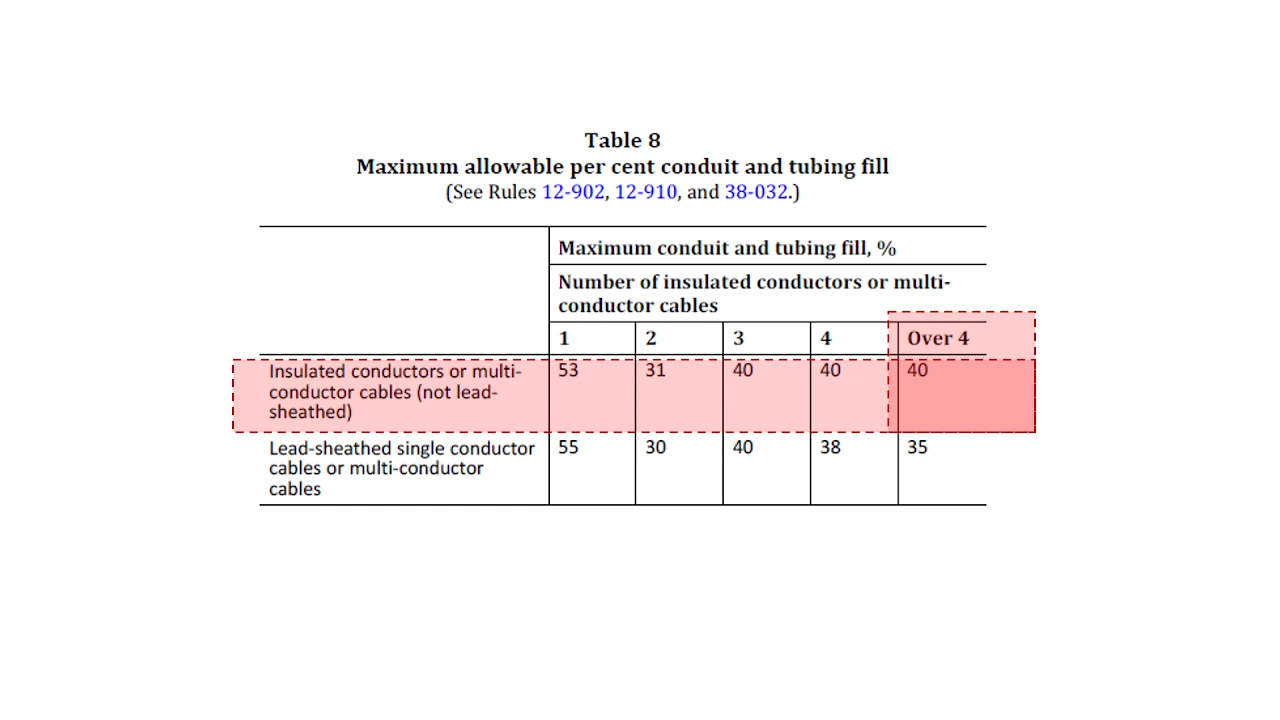 Table 8
Maximum allowable per cent conduit and tubing fill
(See Rules 12-902, 12-910, and 38-032.)
Maximum conduit and tubing fill, %
Number of insulated conductors or multi-
conductor cables
1 2 3 4 Over 4
Insulated conductors or multi- 53 31 40 40 40
conductor cables (not lead-
sheathed)
Lead-sheathed single conductor 55 30 40 38 35
cables or multi-conductor
cables